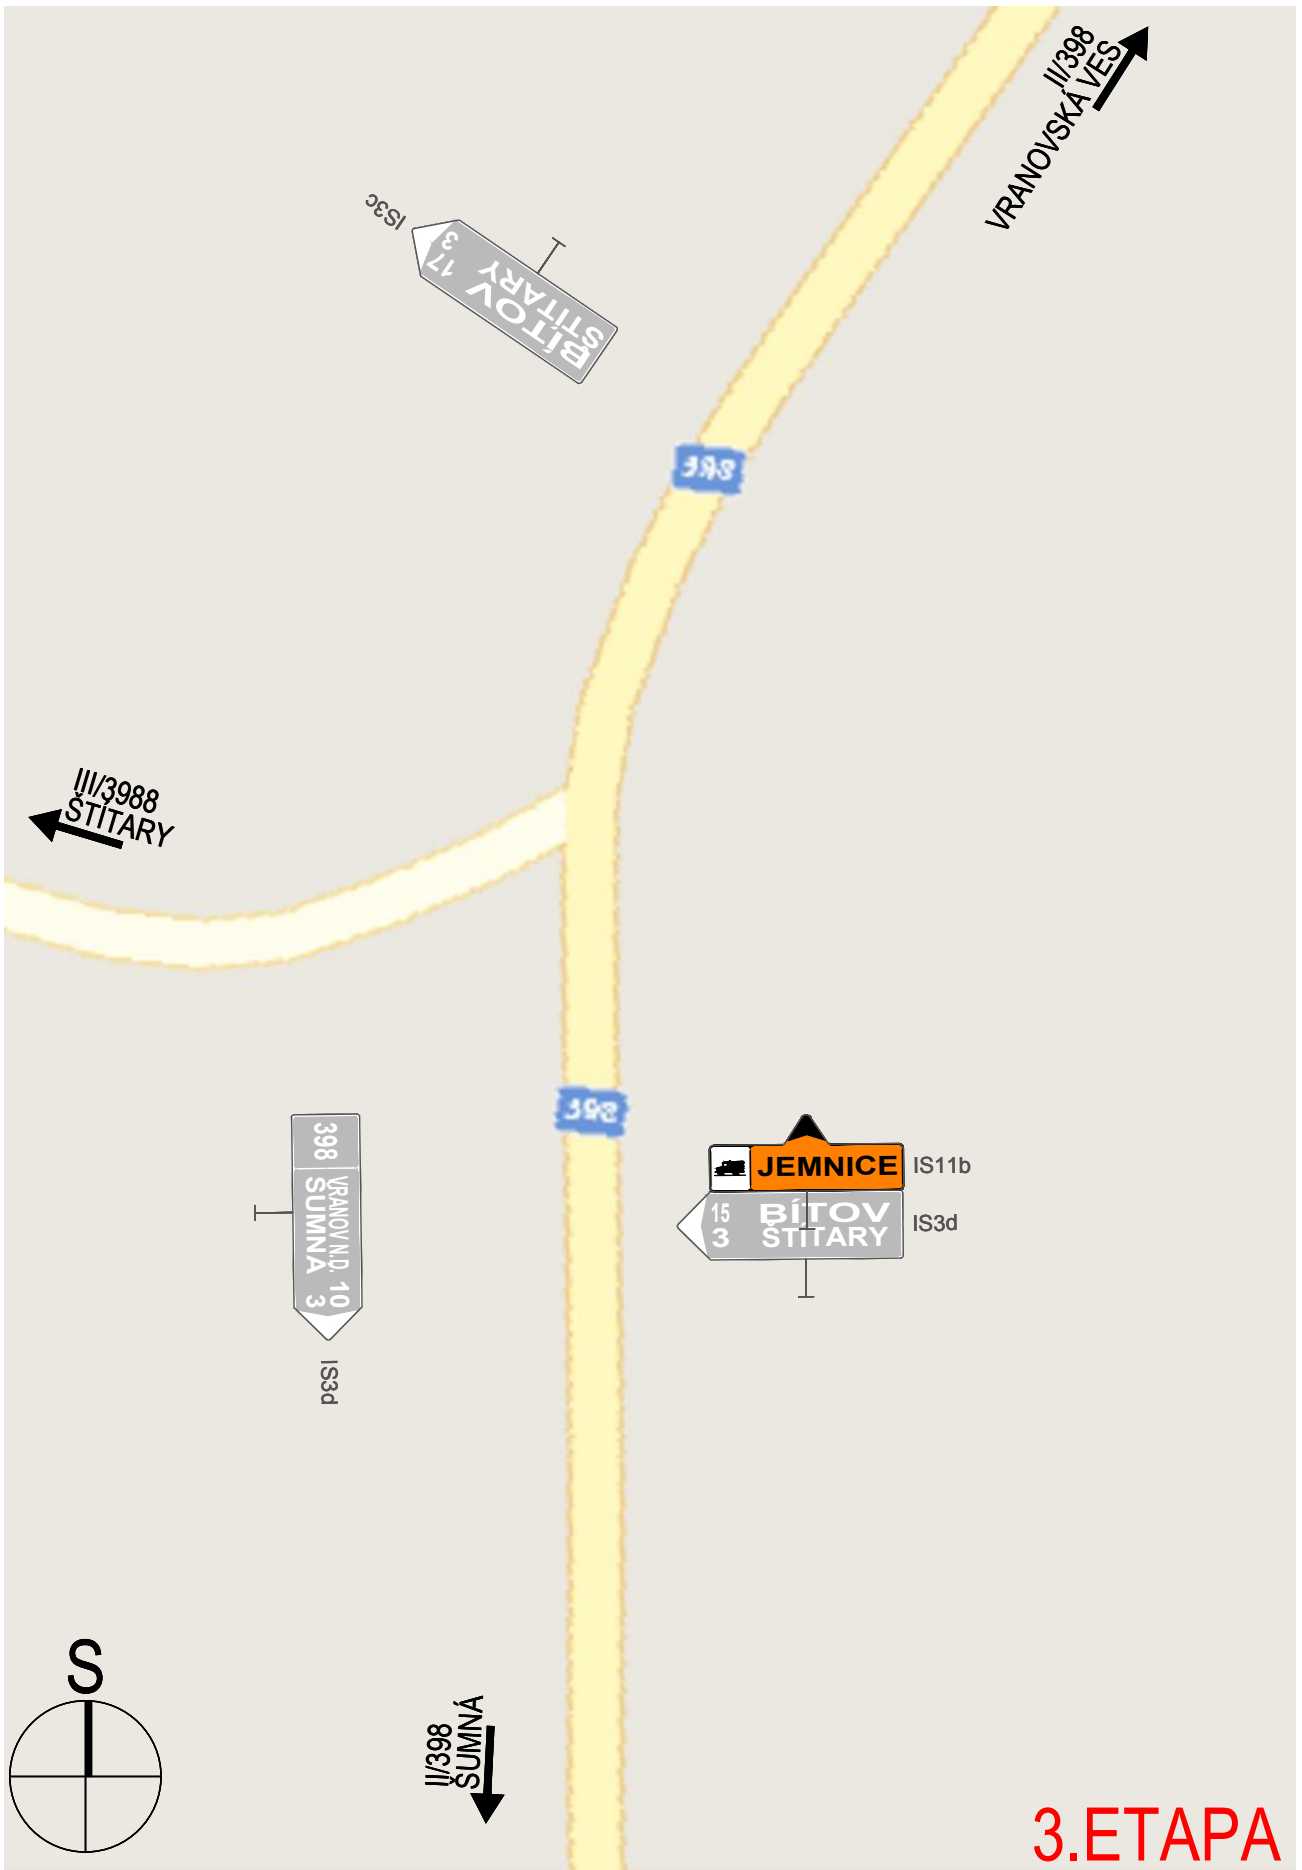 II/398
VRANOVSKÁ VES
IS3c
BÍTOV 17
ŠTÍTARY 3
398
III/3988
ŠTÍTARY
398
398
VRANOV N.D. 10
ŠUMNÁ 3
IS3d
JEMNICE
IS11b
15 BÍTOV
3 ŠTÍTARY
IS3d
S
II/398
ŠUMNÁ
3.ETAPA